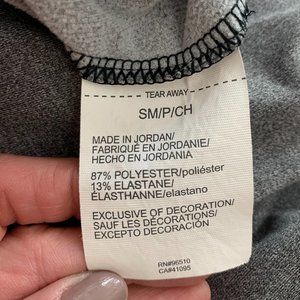 TEAR AWAY
SM/P/CH
MADE IN JORDAN/
FABRIQUÉ EN JORDANIE/
HECHO EN JORDANIA
87% POLYESTER/poliéster
13% ELASTANE/
ÉLASTHANNE/elastano
EXCLUSIVE OF DECORATION/
SAUF LES DÉCORATIONS/
EXCEPTO DECORACIÓN
RN#96510
CA#41095